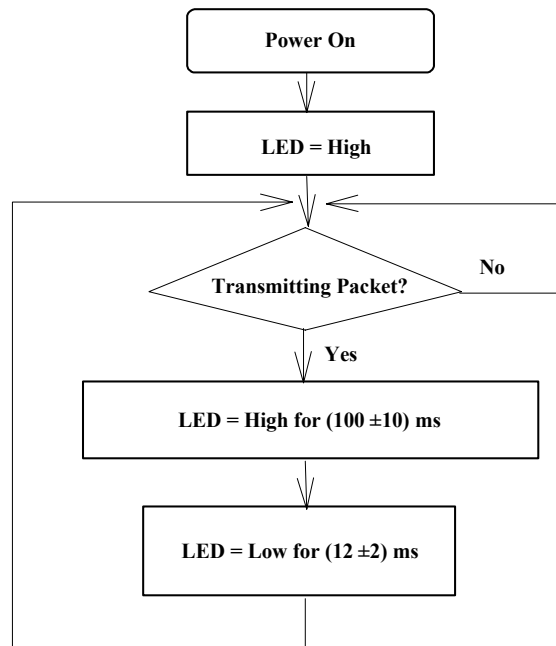 Power On
LED = High
Transmitting Packet?
No
Yes
LED = High for (100 ±10) ms
LED = Low for (12 ±2) ms